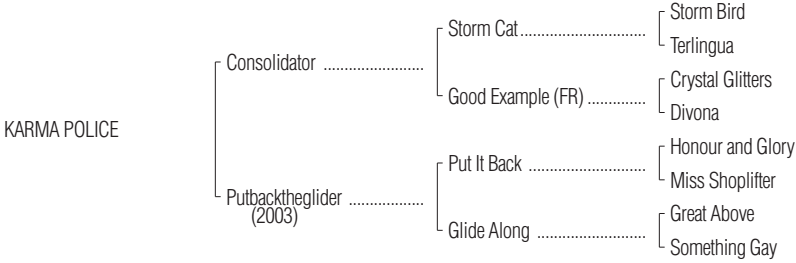 Storm Bird
Storm Cat..............................
Terlingua
Consolidator ........................
Crystal Glitters
Good Example (FR) ..............
Divona
KARMA POLICE
Honour and Glory
Put It Back ............................
Miss Shoplifter
Putbacktheglider ..................
(2003)
Great Above
Glide Along ..........................
Something Gay